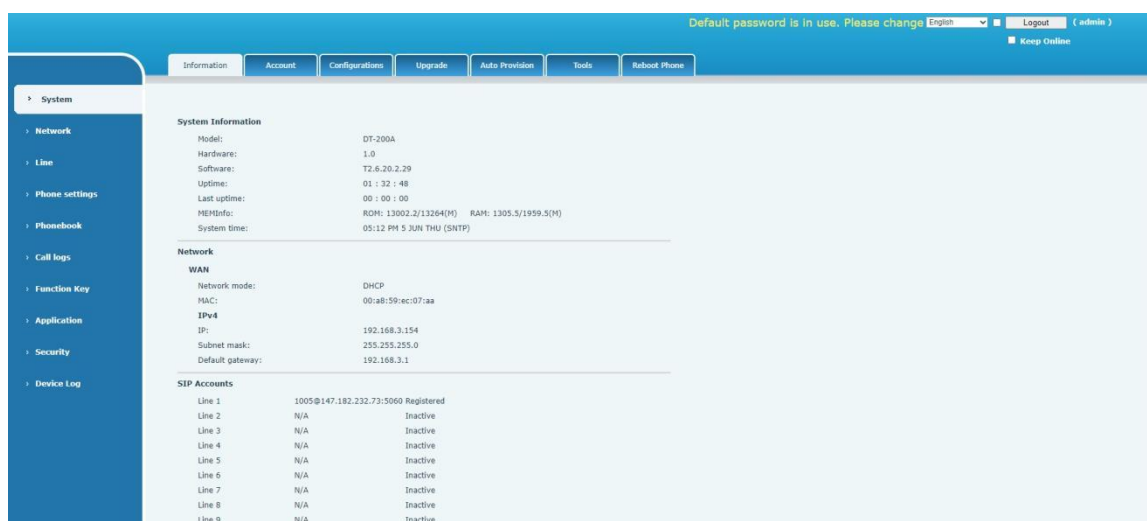 Default password is in use. Please change English Logout ( admin )
Keep Online
Information Account Configurations Upgrade Auto Provision Tools Reboot Phone
› System
› Network
› Line
› Phone settings
› Phonebook
› Call logs
› Function Key
› Application
› Security
› Device Log
System Information
Model: DT-200A
Hardware: 1.0
Software: T2.6.20.2.29
Uptime: 01 : 32 : 48
Last uptime: 00 : 00 : 00
MEMInfo: ROM: 13002.2/13264(M) RAM: 1305.5/1959.5(M)
System time: 05:12 PM 5 JUN THU (SNTP)
Network
WAN
Network mode: DHCP
MAC: 00:a8:59:ec:07:aa
IPv4
IP: 192.168.3.154
Subnet mask: 255.255.255.0
Default gateway: 192.168.3.1
SIP Accounts
Line 1 1005@147.182.232.73:5060 Registered
Line 2 N/A Inactive
Line 3 N/A Inactive
Line 4 N/A Inactive
Line 5 N/A Inactive
Line 6 N/A Inactive
Line 7 N/A Inactive
Line 8 N/A Inactive
Line 9 N/A Inactive